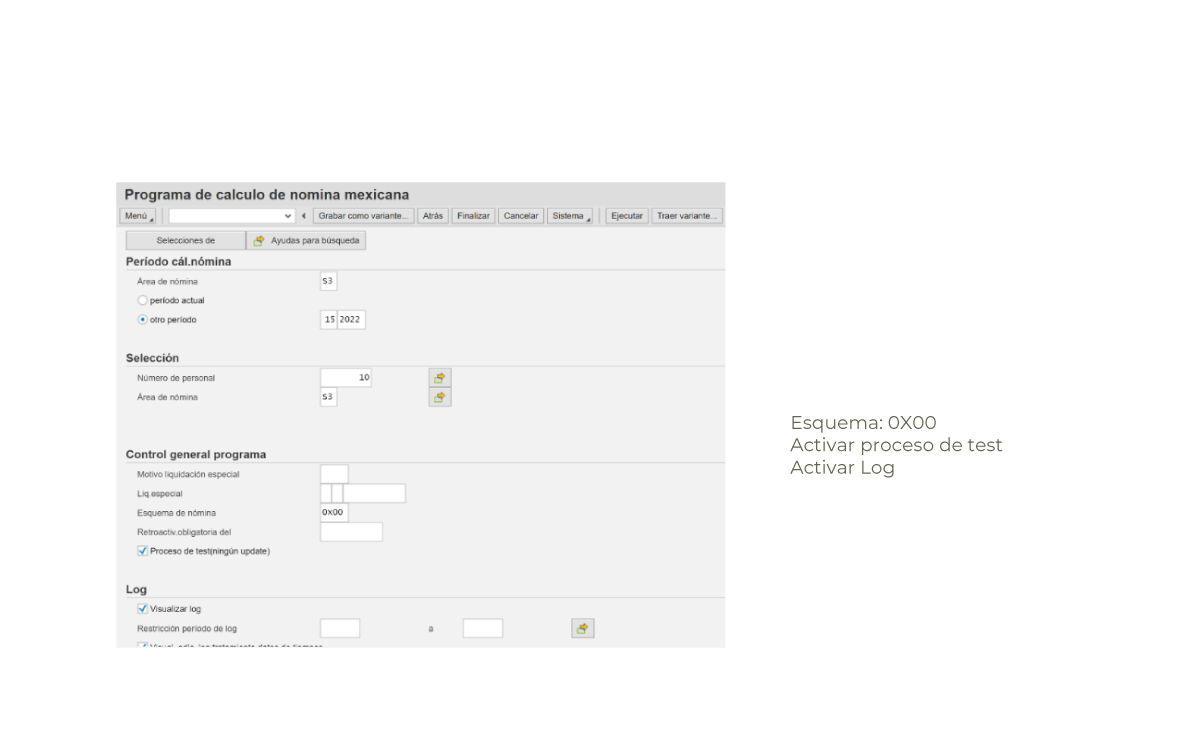 Programa de calculo de nomina mexicana
Menú Grabar como variante... Atrás Finalizar Cancelar Sistema Ejecutar Traer variante...
Selecciones de Ayudas para búsqueda
Período cál.nómina
Área de nómina S3
período actual
otro período 15 2022
Selección
Número de personal 10
Área de nómina S3
Control general programa
Motivo liquidación especial
Liq.especial
Esquema de nómina 0X00
Retroactiv.obligatoria del
Proceso de test(ningún update)
Log
Visualizar log
Restricción período de log a
Esquema: 0X00
Activar proceso de test
Activar Log